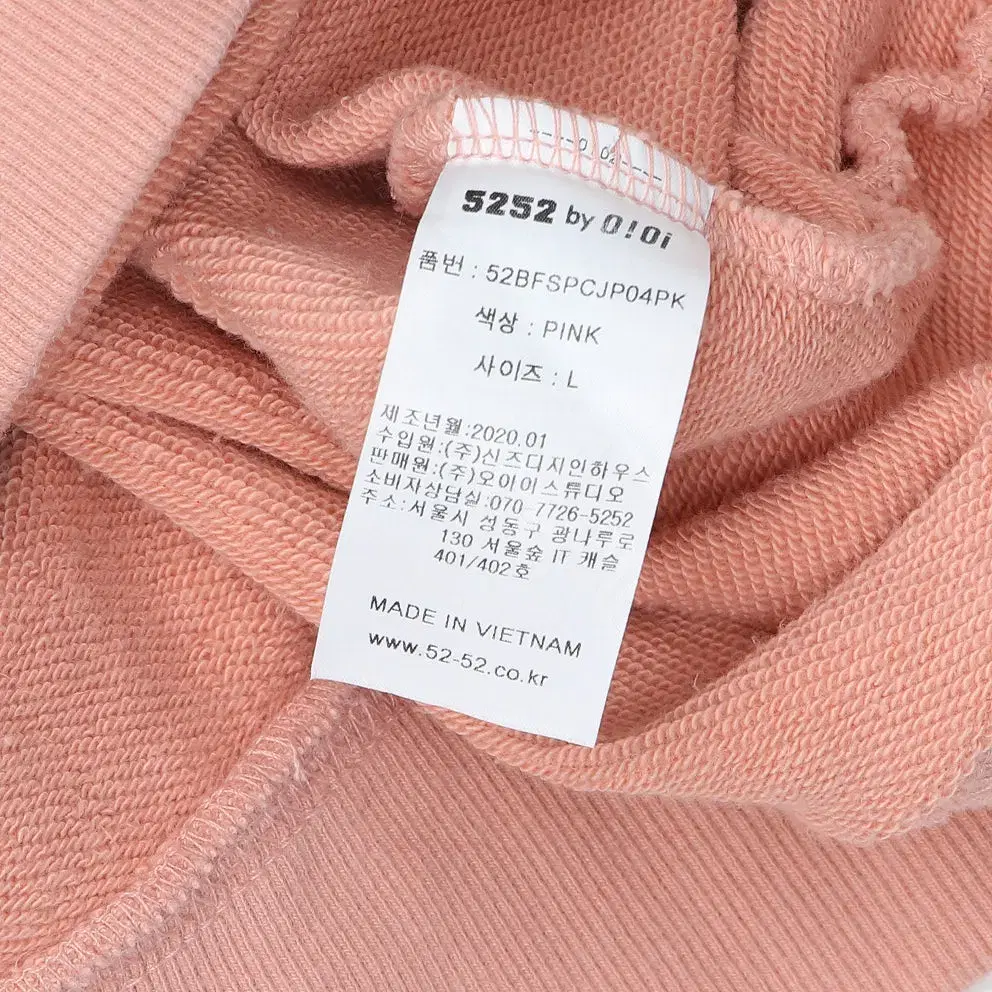 5252 by O!Oi
품번 : 52BFSPCJP04PK
색상 : PINK
사이즈 : L
제조년월:2020.01
수입원:(주)신즈디자인하우스
판매원:(주)오아이스튜디오
소비자상담실:070-7726-5252
주소:서울시 성동구 광나루로
130 서울숲 IT 캐슬
401/402호
MADE IN VIETNAM
www.52-52.co.kr